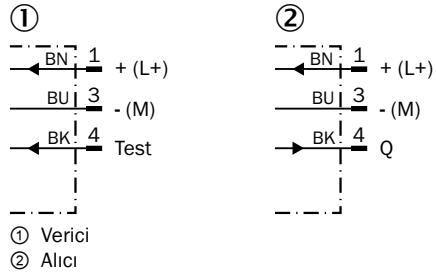 ① ②
BN 1 + (L+) BN 1 + (L+)
BU 3 - (M) BU 3 - (M)
BK 4 Test BK 4 Q
① Verici
② Alıcı